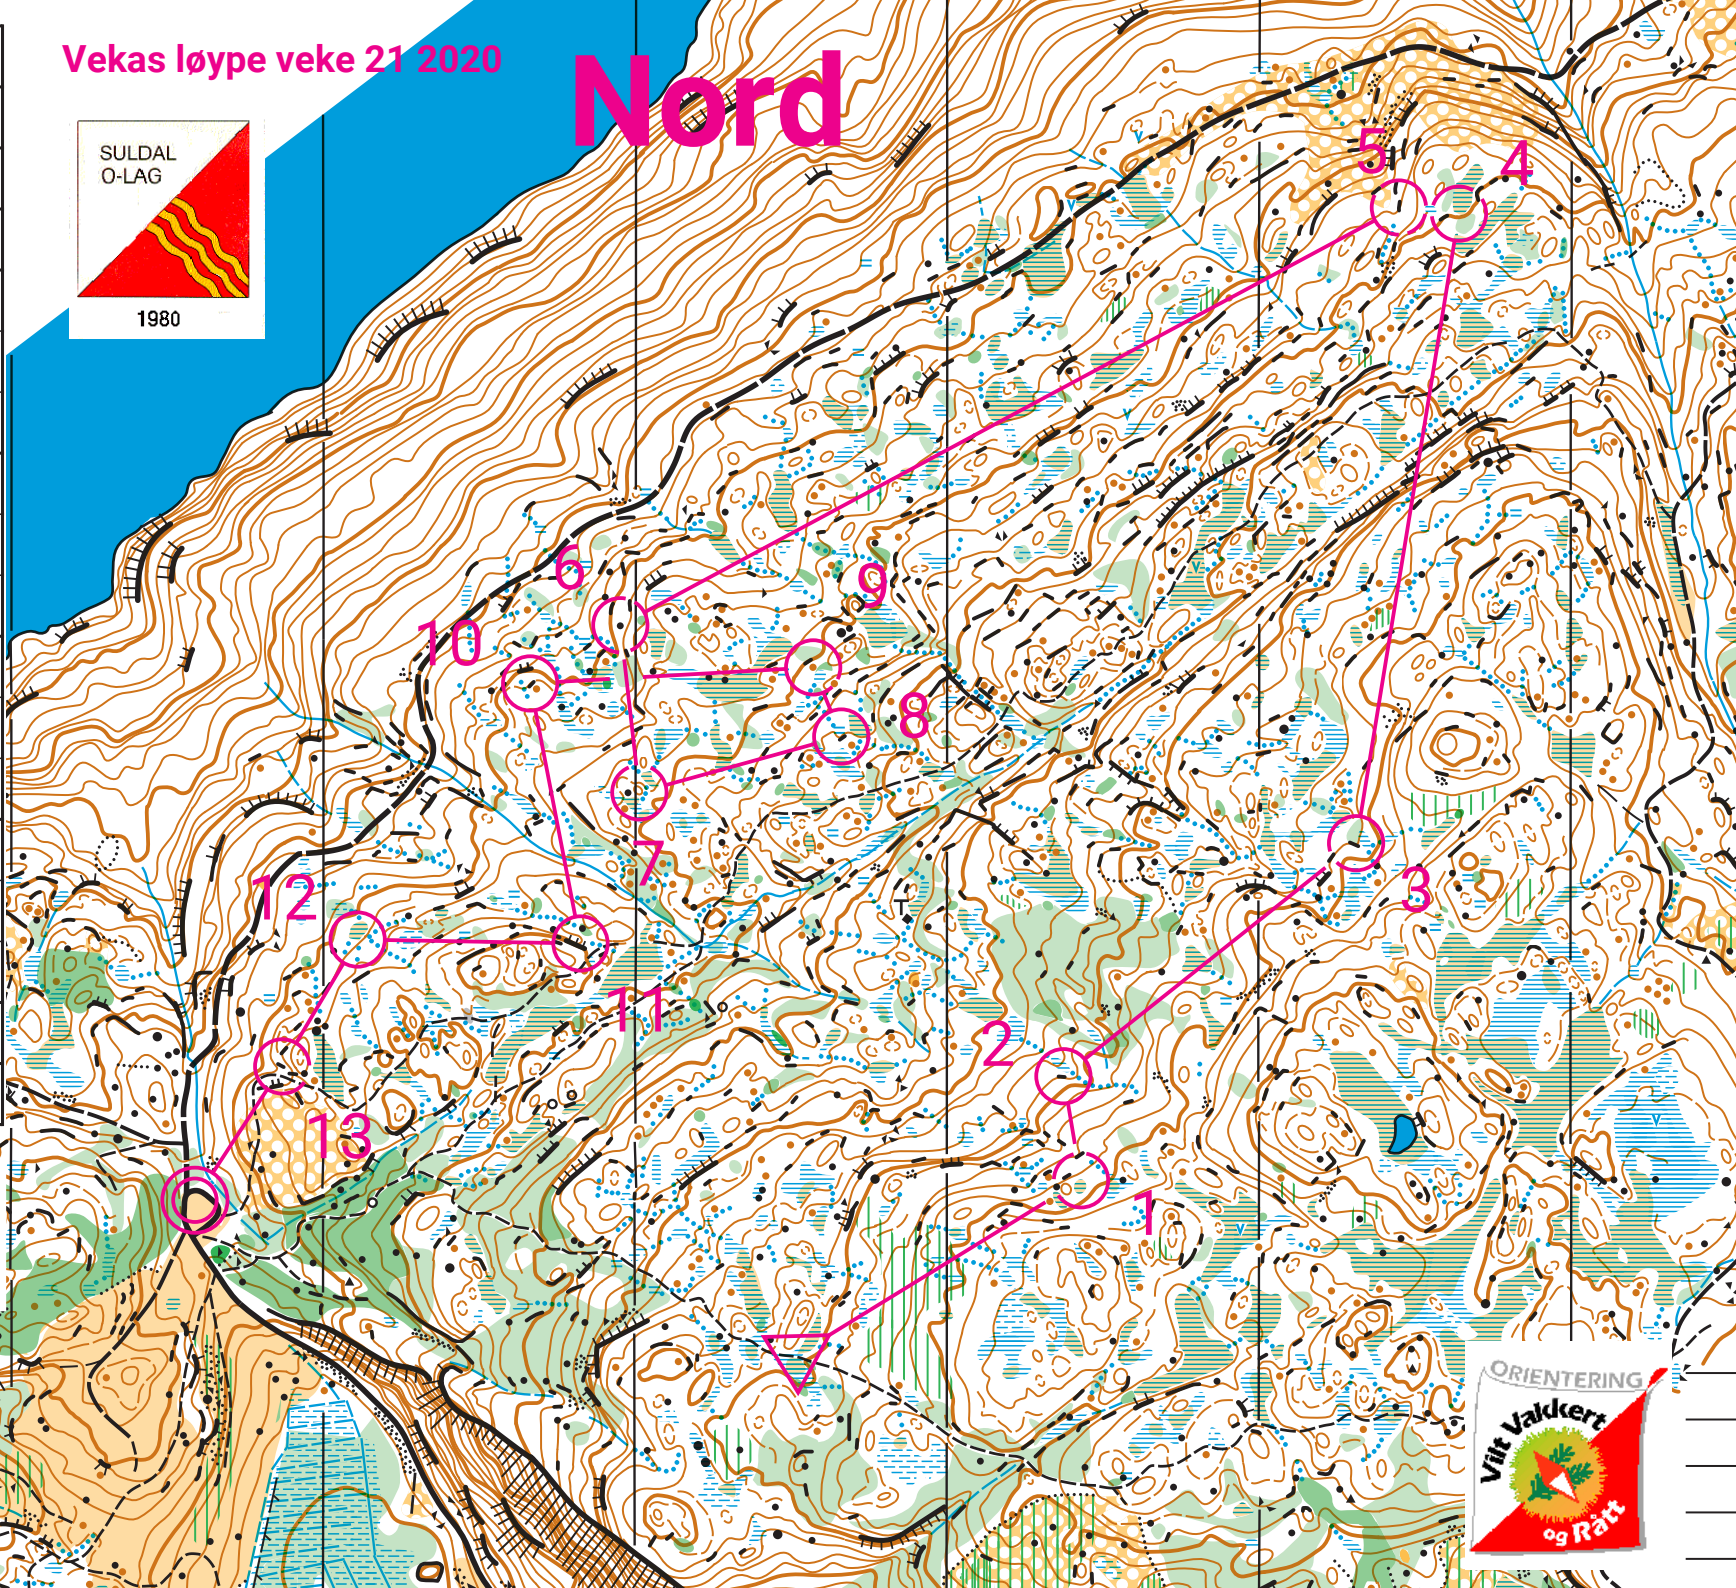 Vekas løype veke 21 2020
Nord
SULDAL
O-LAG
1980
5
4
6
9
10
8
7
12
3
11
2
13
1
T
ORIENTERING
Vilt Vakkert
og Rått